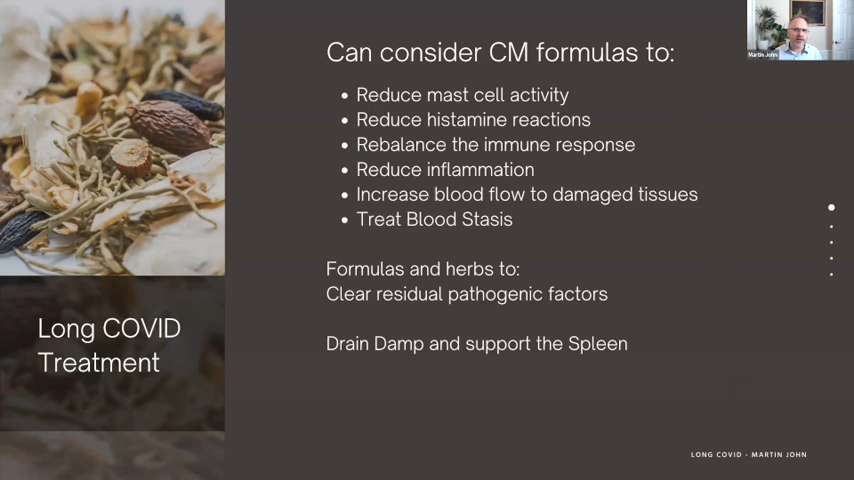 Can consider CM formulas to:
• Reduce mast cell activity
• Reduce histamine reactions
• Rebalance the immune response
• Reduce inflammation
• Increase blood flow to damaged tissues
• Treat Blood Stasis
Formulas and herbs to:
Clear residual pathogenic factors
Drain Damp and support the Spleen
Long COVID
Treatment
Martin John
LONG COVID - MARTIN JOHN